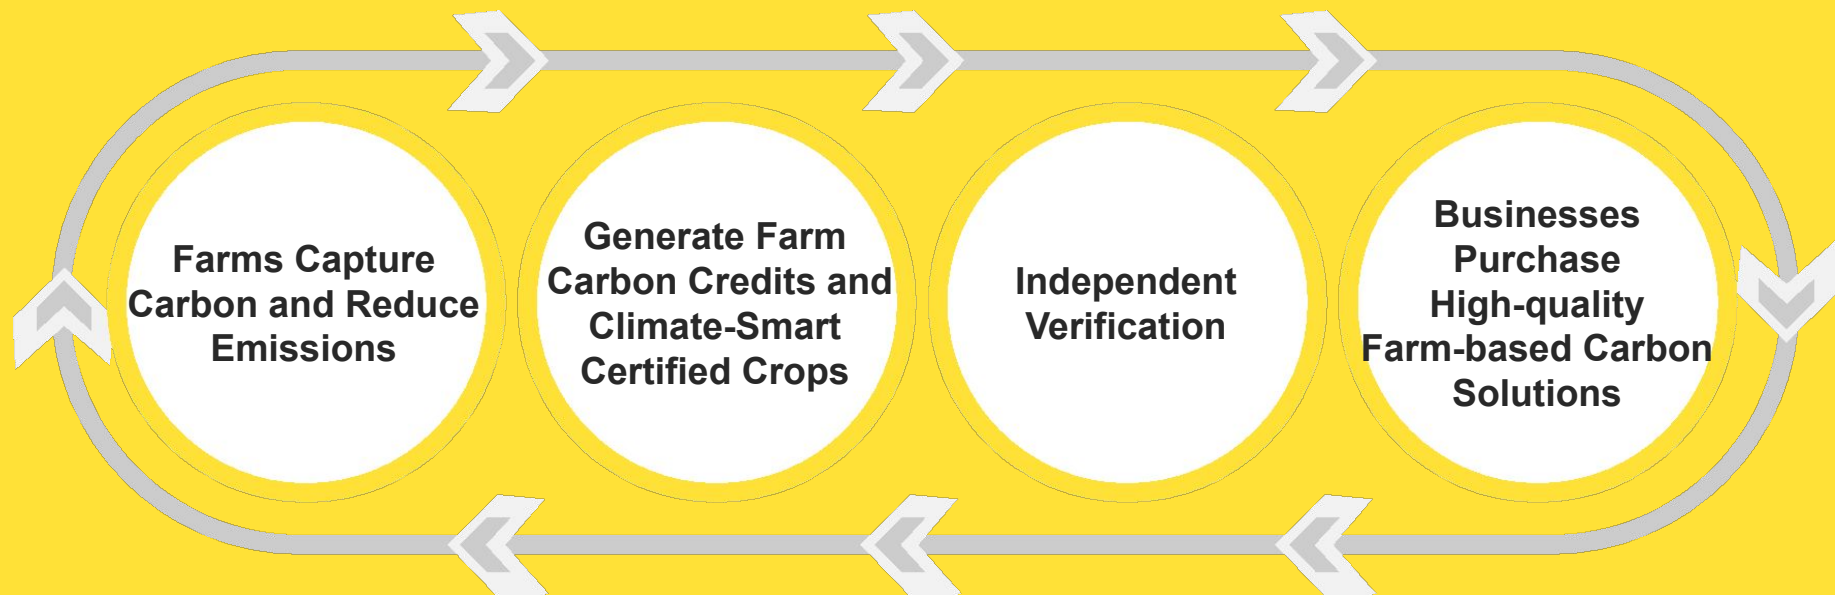 Farms Capture
Carbon and Reduce
Emissions
Generate Farm
Carbon Credits and
Climate-Smart
Certified Crops
Independent
Verification
Businesses
Purchase
High-quality
Farm-based Carbon
Solutions